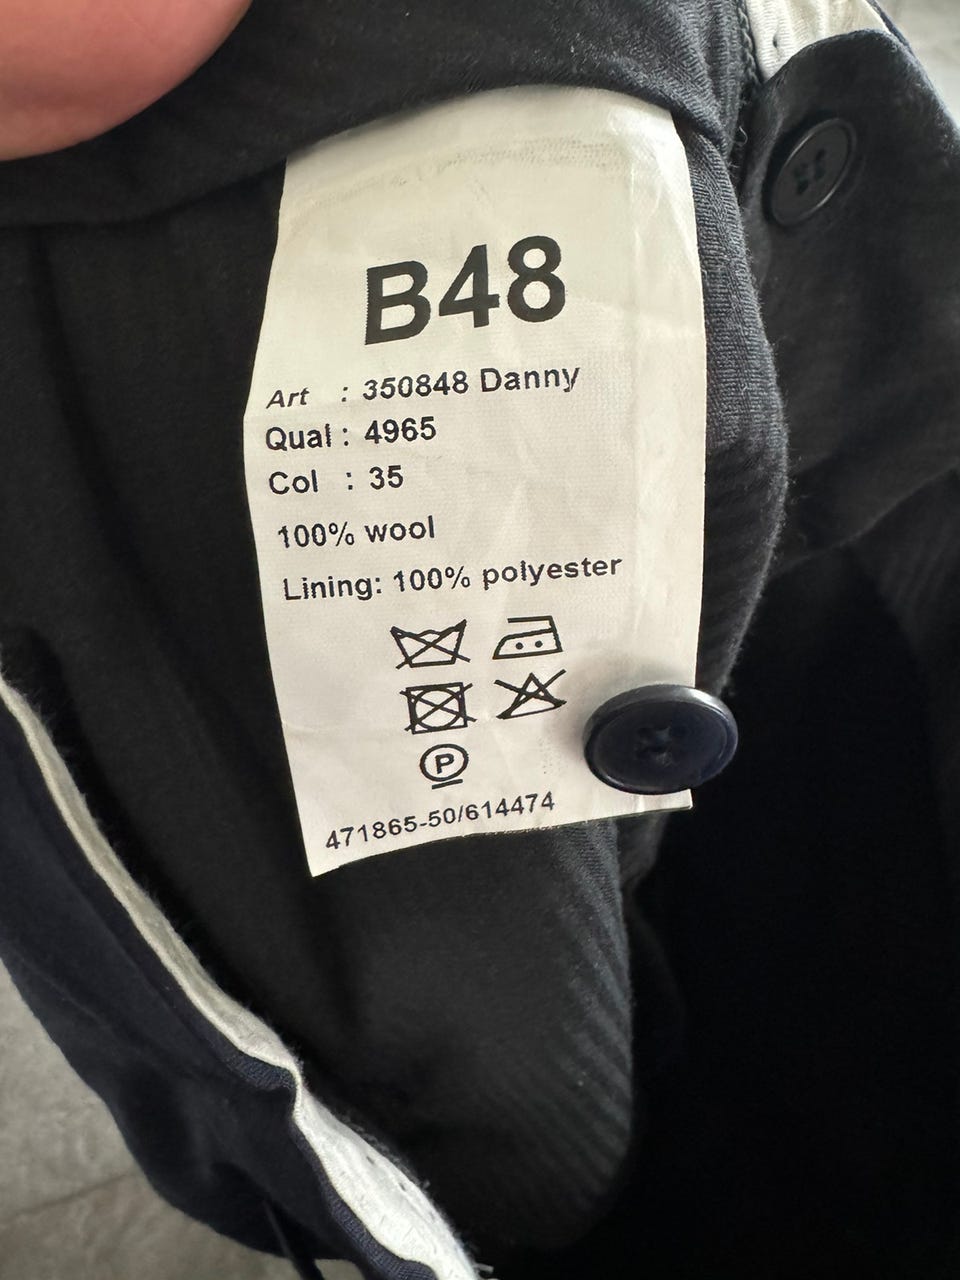 B48
Art : 350848 Danny
Qual : 4965
Col : 35
100% wool
Lining: 100% polyester
P
471865-50/614474